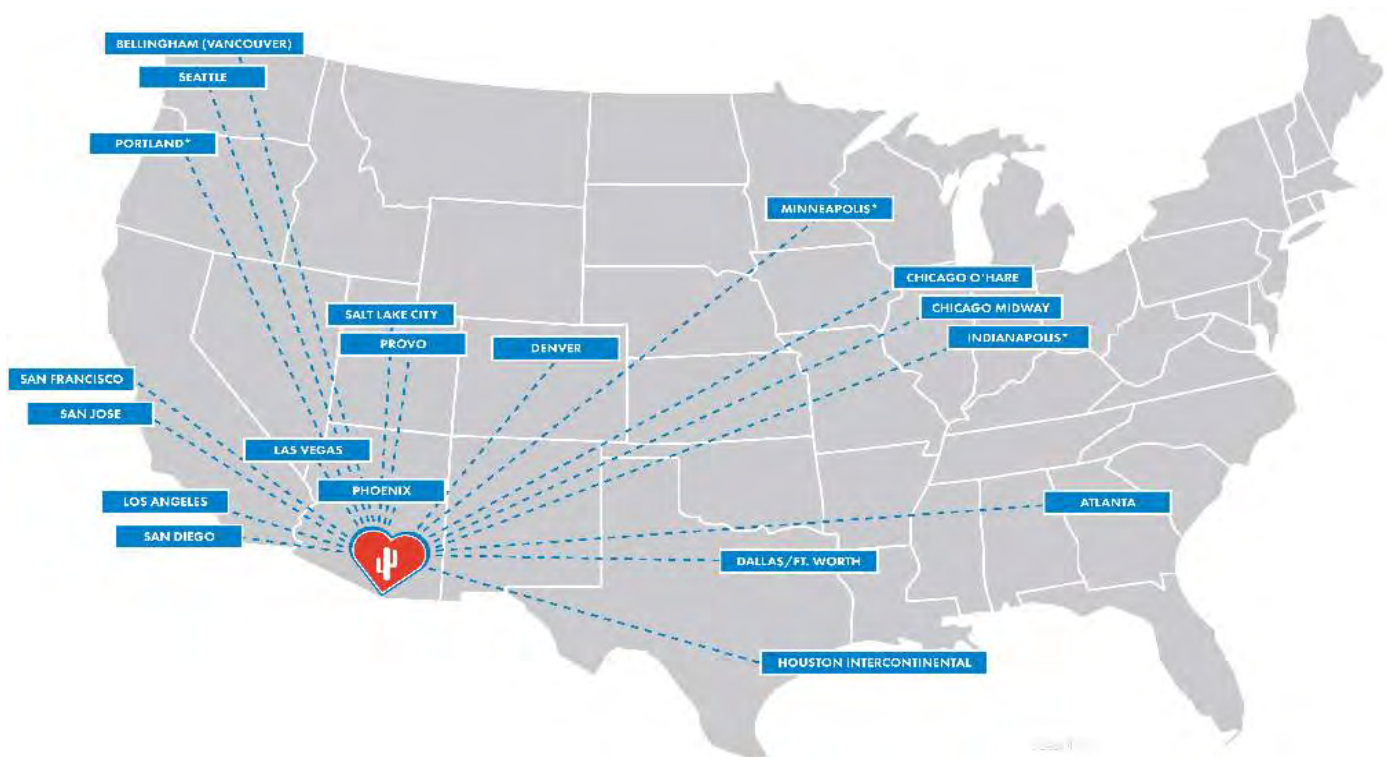 BELLINGHAM (VANCOUVER)
SEATTLE
PORTLAND*
MINNEAPOLIS*
CHICAGO O'HARE
CHICAGO MIDWAY
SALT LAKE CITY
PROVO
DENVER
INDIANAPOLIS*
SAN FRANCISCO
SAN JOSE
LAS VEGAS
PHOENIX
LOS ANGELES
ATLANTA
SAN DIEGO
DALLAS/FT. WORTH
HOUSTON INTERCONTINENTAL